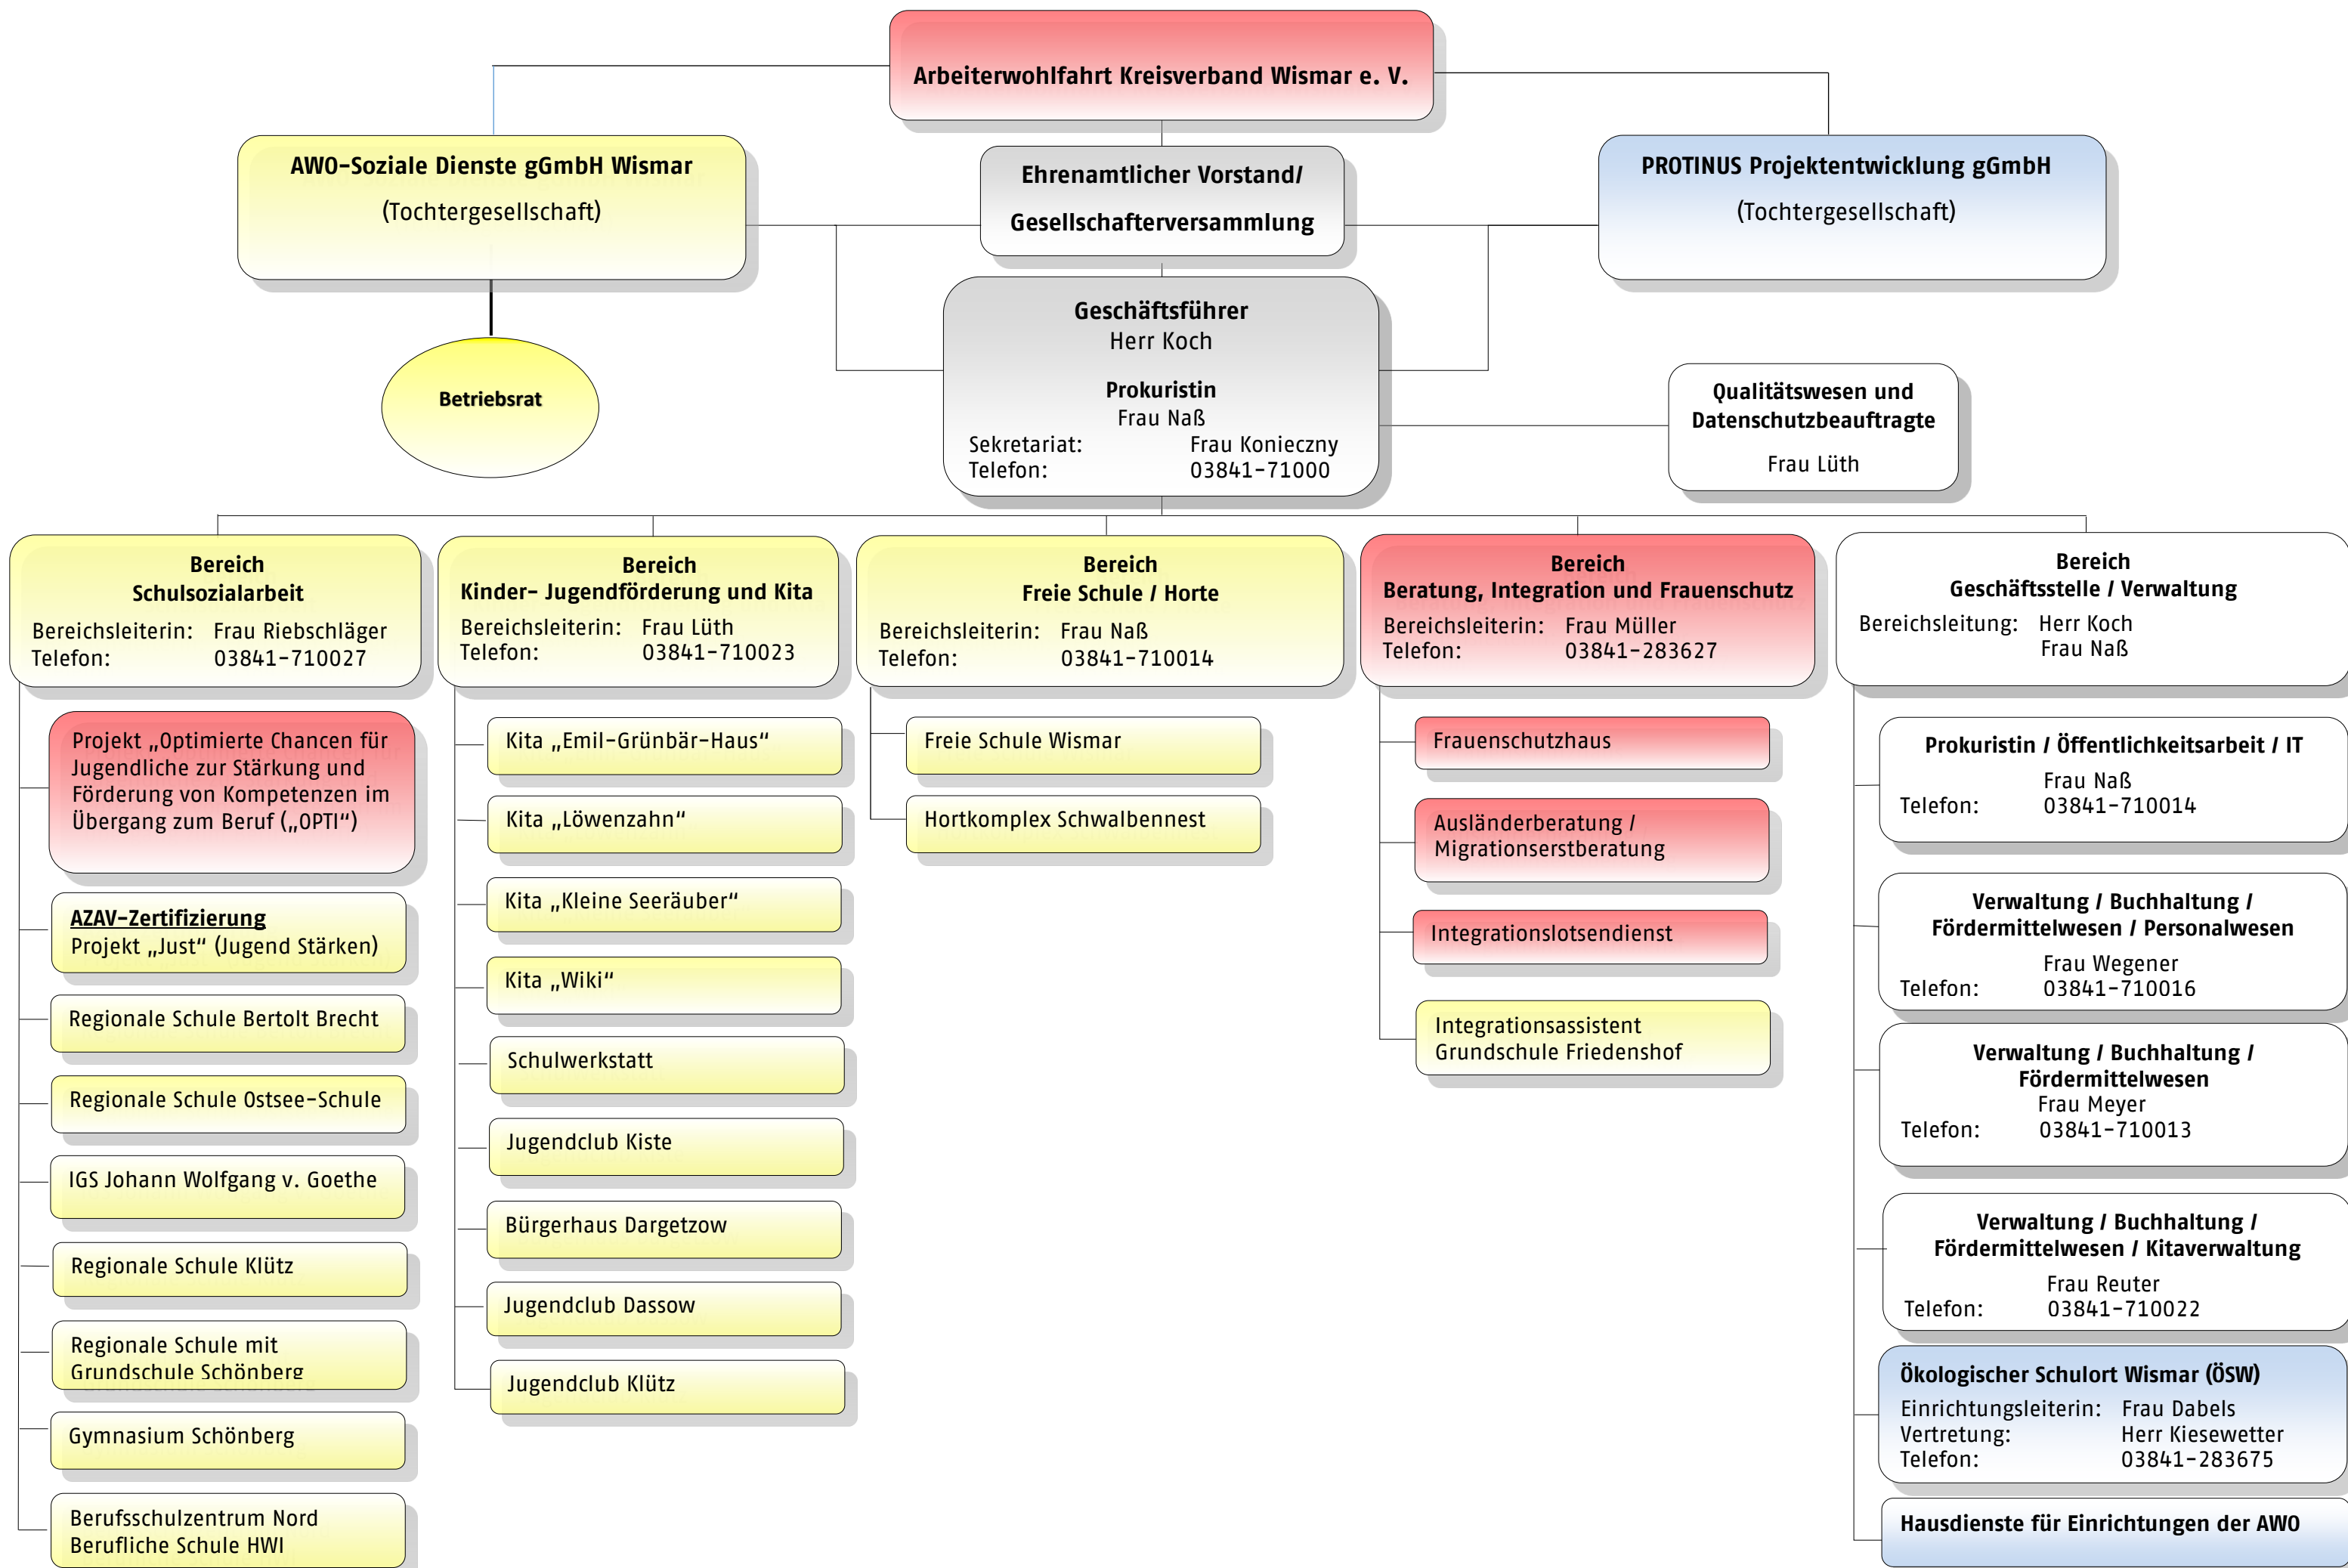 Arbeiterwohlfahrt Kreisverband Wismar e. V.
AWO-Soziale Dienste gGmbH Wismar
(Tochtergesellschaft)
Ehrenamtlicher Vorstand/
Gesellschafterversammlung
PROTINUS Projektentwicklung gGmbH
(Tochtergesellschaft)
Geschäftsführer
Herr Koch
Prokuristin
Frau Naß
Sekretariat: Frau Konieczny
Telefon: 03841-71000
Betriebsrat
Qualitätswesen und
Datenschutzbeauftragte
Frau Lüth
Bereich
Schulsozialarbeit
Bereichsleiterin: Frau Riebschläger
Telefon: 03841-710027
Projekt „Optimierte Chancen für
Jugendliche zur Stärkung und
Förderung von Kompetenzen im
Übergang zum Beruf („OPTI“)
AZAV-Zertifizierung
Projekt „Just“ (Jugend Stärken)
Regionale Schule Bertolt Brecht
Regionale Schule Ostsee-Schule
IGS Johann Wolfgang v. Goethe
Regionale Schule Klütz
Regionale Schule mit
Grundschule Schönberg
Gymnasium Schönberg
Berufsschulzentrum Nord
Berufliche Schule HWI
Bereich
Kinder- Jugendförderung und Kita
Bereichsleiterin: Frau Lüth
Telefon: 03841-710023
Kita „Emil-Grünbär-Haus“
Kita „Löwenzahn“
Kita „Kleine Seeräuber“
Kita „Wiki“
Schulwerkstatt
Jugendclub Kiste
Bürgerhaus Dargetzow
Jugendclub Dassow
Jugendclub Klütz
Bereich
Freie Schule / Horte
Bereichsleiterin: Frau Naß
Telefon: 03841-710014
Freie Schule Wismar
Hortkomplex Schwalbennest
Bereich
Beratung, Integration und Frauenschutz
Bereichsleiterin: Frau Müller
Telefon: 03841-283627
Frauenschutzhaus
Ausländerberatung /
Migrationserstberatung
Integrationslotsendienst
Integrationsassistent
Grundschule Friedenshof
Bereich
Geschäftsstelle / Verwaltung
Bereichsleitung: Herr Koch
Frau Naß
Prokuristin / Öffentlichkeitsarbeit / IT
Frau Naß
Telefon: 03841-710014
Verwaltung / Buchhaltung /
Fördermittelwesen / Personalwesen
Frau Wegener
Telefon: 03841-710016
Verwaltung / Buchhaltung /
Fördermittelwesen
Frau Meyer
Telefon: 03841-710013
Verwaltung / Buchhaltung /
Fördermittelwesen / Kitaverwaltung
Frau Reuter
Telefon: 03841-710022
Ökologischer Schulort Wismar (ÖSW)
Einrichtungsleiterin: Frau Dabels
Vertretung: Herr Kiesewetter
Telefon: 03841-283675
Hausdienste für Einrichtungen der AWO